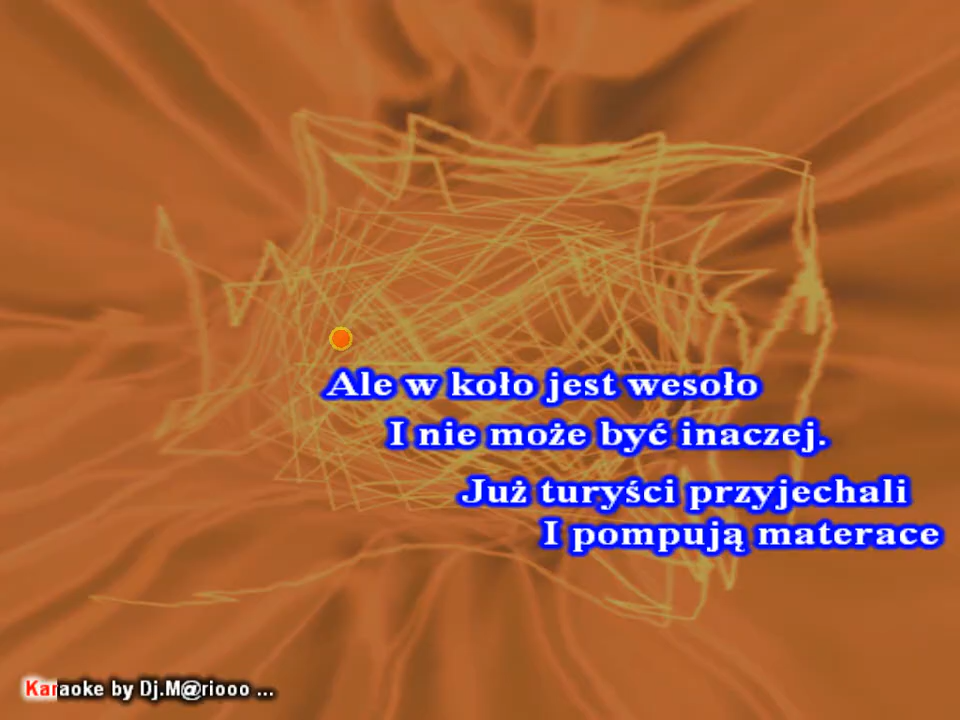 Ale w koło jest wesoło
I nie może być inaczej.
Już turyści przyjechali
I pompują materace
Karaoke by Dj.M@riooo ...